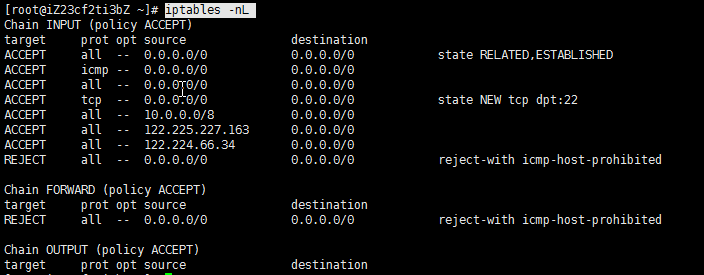 [root@iZ23cf2ti3bZ ~]# iptables -nL
Chain INPUT (policy ACCEPT)
target     prot opt source               destination
ACCEPT     all  --  0.0.0.0/0            0.0.0.0/0           state RELATED,ESTABLISHED
ACCEPT     icmp --  0.0.0.0/0            0.0.0.0/0
ACCEPT     all  --  0.0.0.0/0            0.0.0.0/0
ACCEPT     tcp  --  0.0.0.0/0            0.0.0.0/0           state NEW tcp dpt:22
ACCEPT     all  --  10.0.0.0/8           0.0.0.0/0
ACCEPT     all  --  122.225.227.163      0.0.0.0/0
ACCEPT     all  --  122.224.66.34        0.0.0.0/0
REJECT     all  --  0.0.0.0/0            0.0.0.0/0           reject-with icmp-host-prohibited
Chain FORWARD (policy ACCEPT)
target     prot opt source               destination
REJECT     all  --  0.0.0.0/0            0.0.0.0/0           reject-with icmp-host-prohibited
Chain OUTPUT (policy ACCEPT)
target     prot opt source               destination